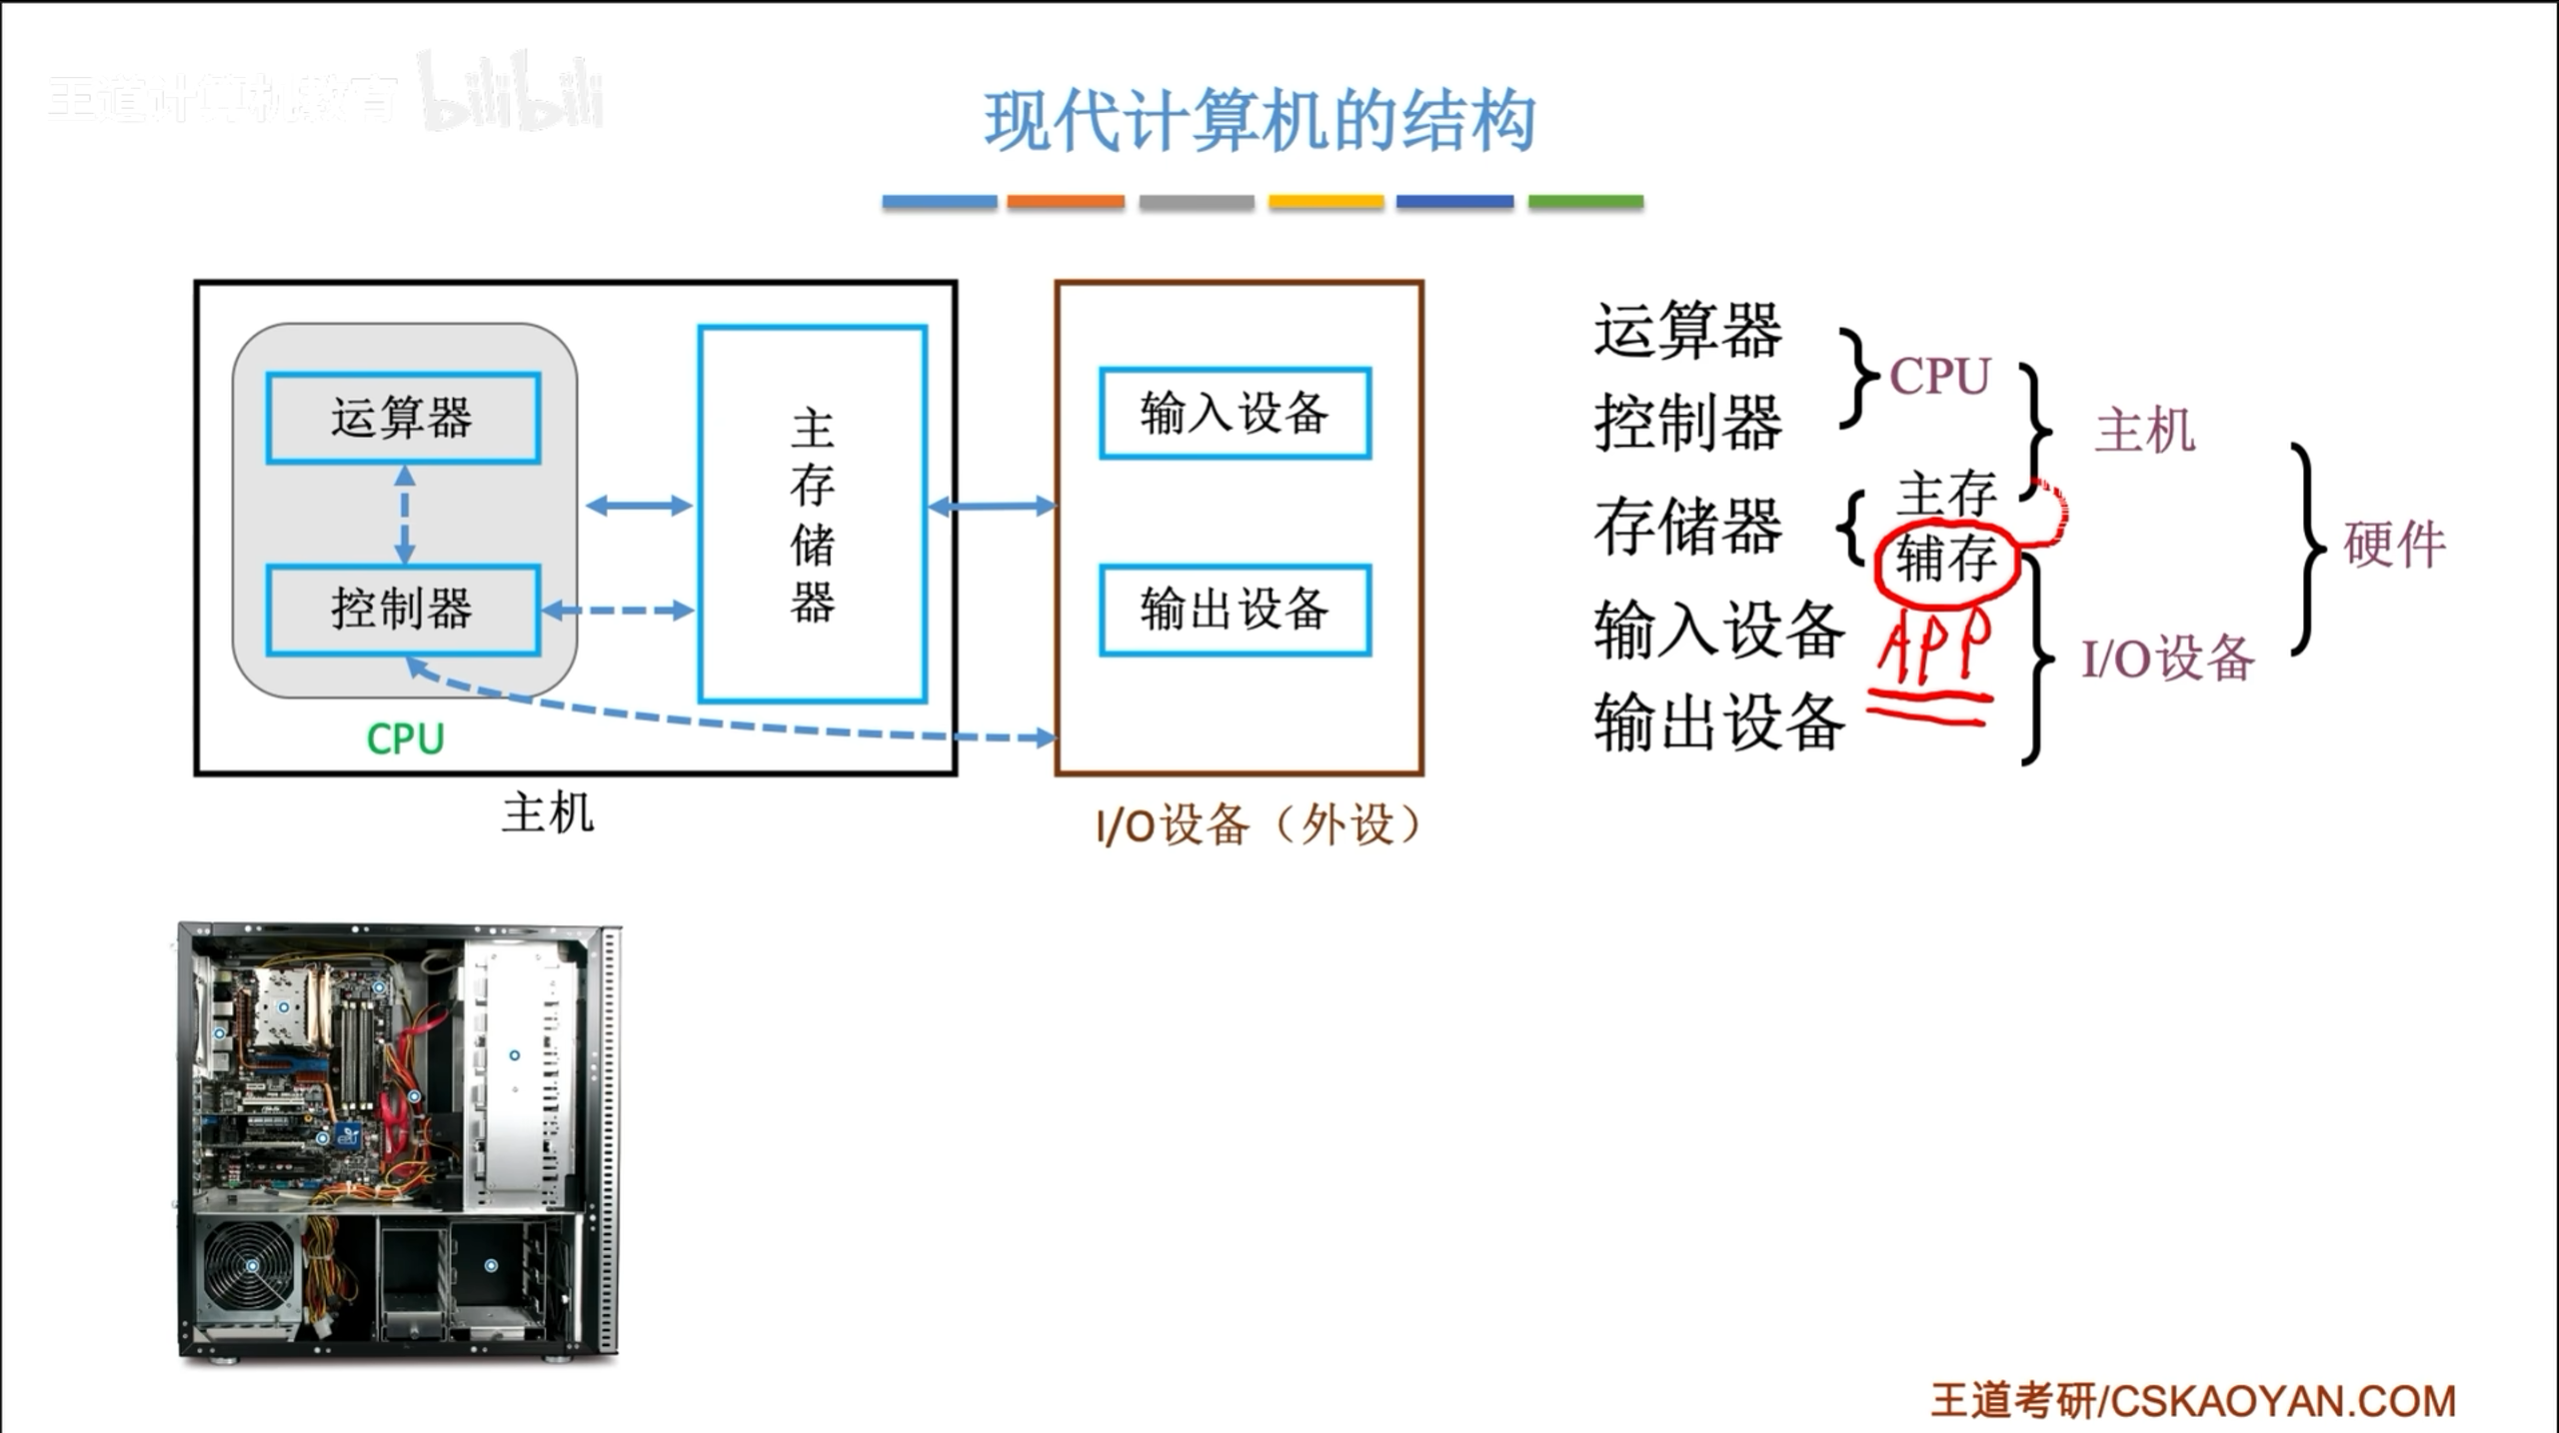 王道计算机教育 bilibili
现代计算机的结构
运算器
控制器
CPU
主存储器
主机
输入设备
输出设备
I/O设备（外设）
运算器
控制器
CPU
存储器
主存
辅存
主机
输入设备
输出设备
APP
I/O设备
硬件
王道考研/CSKAOYAN.COM